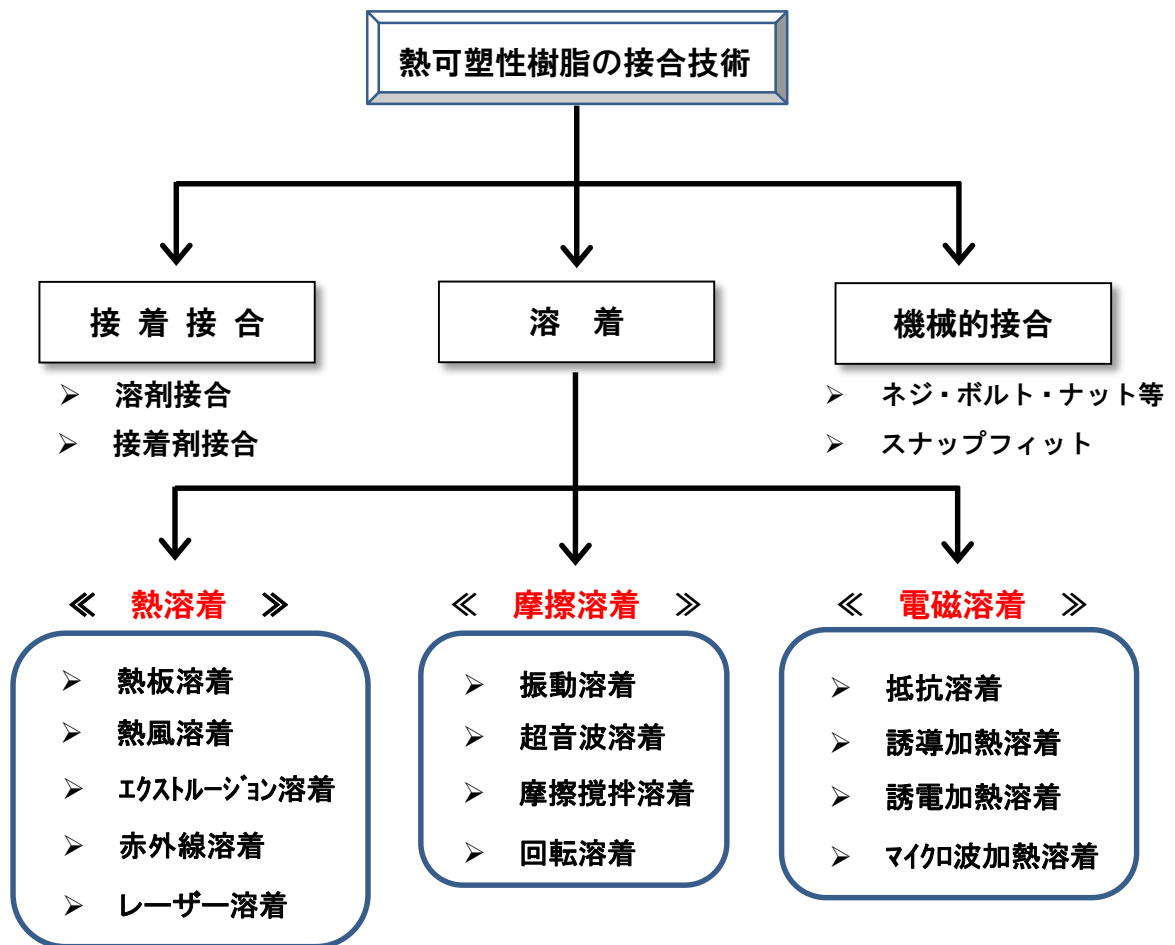 熱可塑性樹脂の接合技術
接着接合
➢ 溶剤接合
➢ 接着剤接合
溶 着
機械的接合
➢ ネジ・ボルト・ナット等
➢ スナップフィット
≪ 熱溶着 ≫
➢ 熱板溶着
➢ 熱風溶着
➢ ｴｸｽﾄﾙｰｼﾞｮﾝ溶着
➢ 赤外線溶着
➢ レーザー溶着
≪ 摩擦溶着 ≫
➢ 振動溶着
➢ 超音波溶着
➢ 摩擦撹拌溶着
➢ 回転溶着
≪ 電磁溶着 ≫
➢ 抵抗溶着
➢ 誘導加熱溶着
➢ 誘電加熱溶着
➢ ﾏｲｸﾛ波加熱溶着